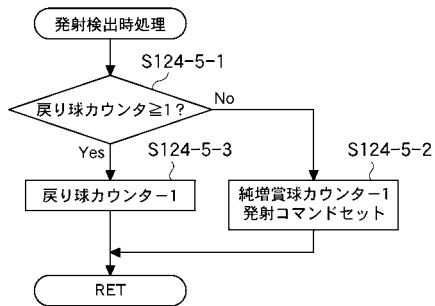 発射検出時処理
S124-5-1
戻り球カウンタ≧1?
No
Yes
S124-5-3
S124-5-2
戻り球カウンター1
純増賞球カウンター1
発射コマンドセット
RET